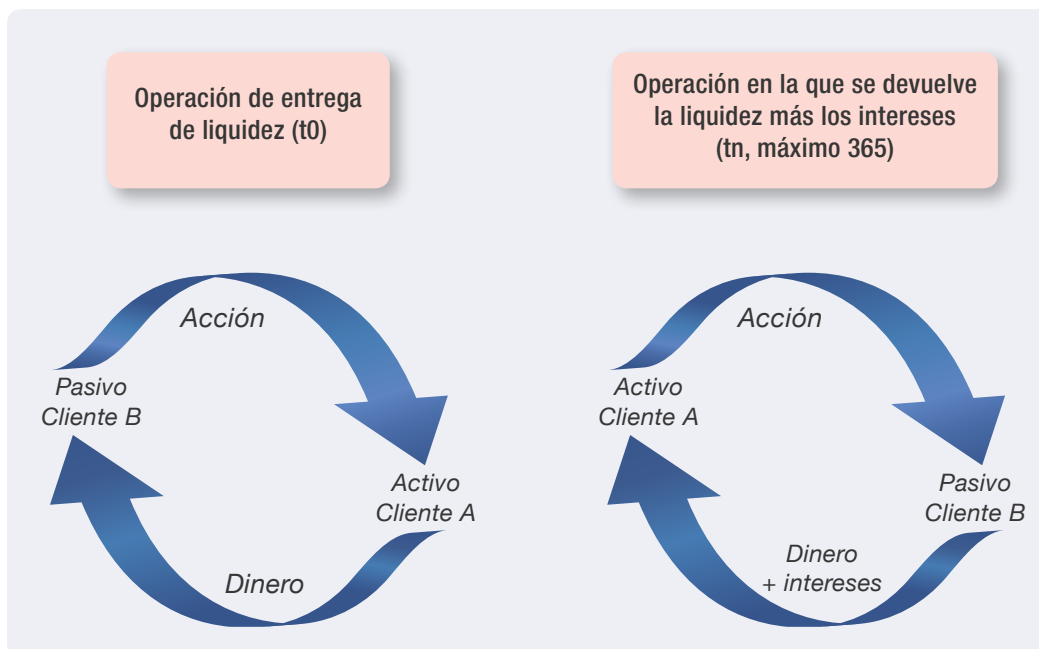 Operación de entrega
de liquidez (t0)
Operación en la que se devuelve
la liquidez más los intereses
(tn, máximo 365)
Acción
Pasivo
Cliente B
Activo
Cliente A
Dinero
Acción
Activo
Cliente A
Pasivo
Cliente B
Dinero
+ intereses